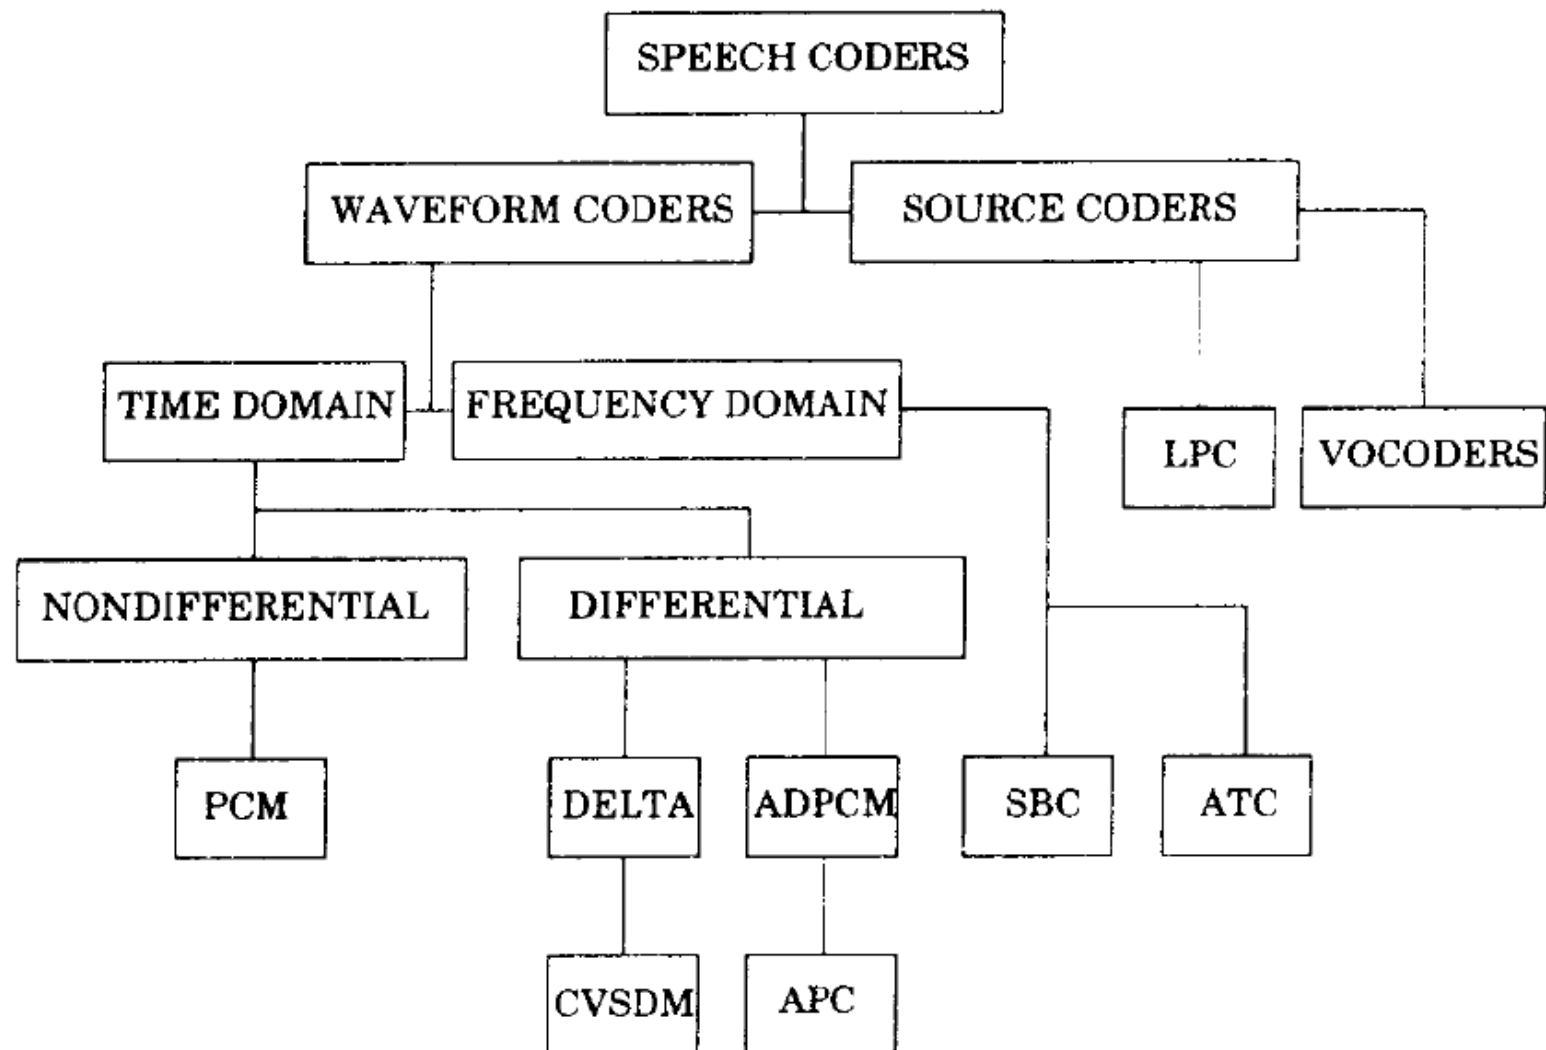 SPEECH CODERS
WAVEFORM CODERS
SOURCE CODERS
TIME DOMAIN
FREQUENCY DOMAIN
LPC
VOCODERS
NONDIFFERENTIAL
DIFFERENTIAL
PCM
DELTA
ADPCM
SBC
ATC
CVSDM
APC